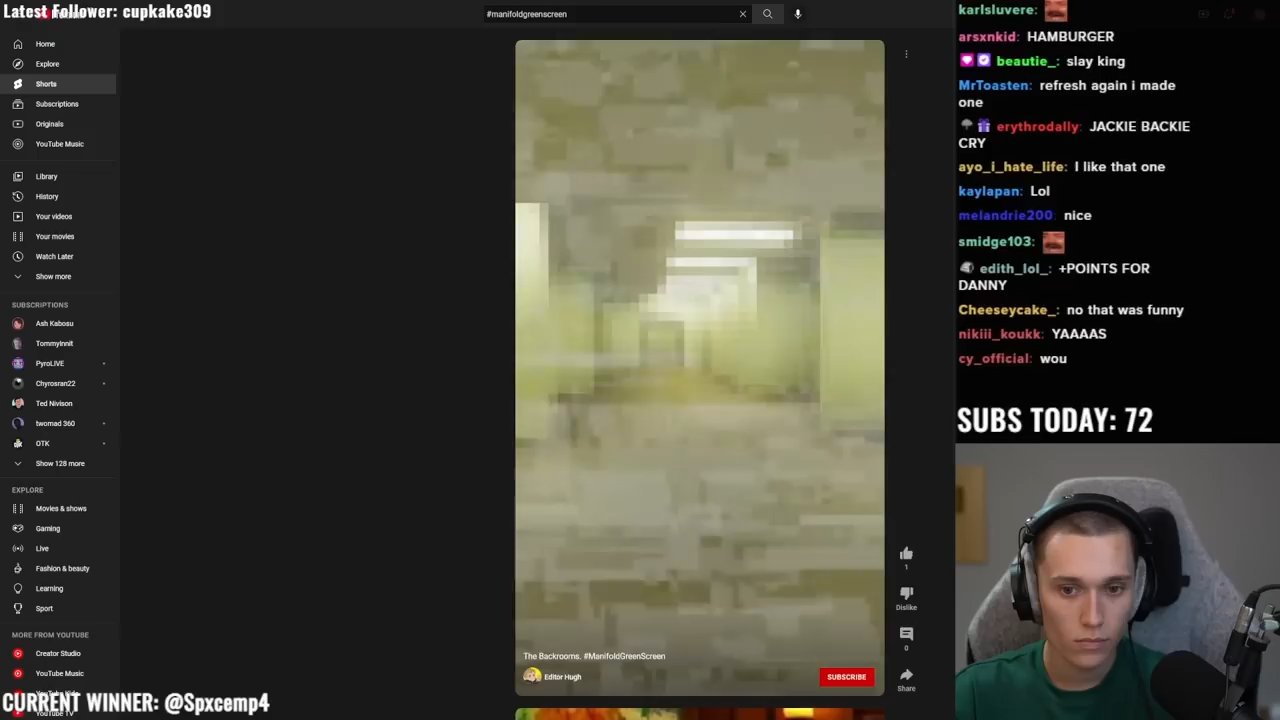 Latest Follower: cupkake309
#manifoldgreenscreen
Home
Explore
Shorts
Subscriptions
Originals
YouTube Music
Library
History
Your videos
Your movies
Watch Later
Show more
SUBSCRIPTIONS
Ash Kabosu
TommyInnit
PyroLIVE
Chyrosran22
Ted Nivison
twomad 360
OTK
Show 128 more
EXPLORE
Movies & shows
Gaming
Live
Fashion & beauty
Learning
Sport
MORE FROM YOUTUBE
Creator Studio
YouTube Music
YouTube TV
CURRENT WINNER: @Spxcemp4
1
Dislike
0
Share
The Backrooms. #ManifoldGreenScreen
Editor Hugh
SUBSCRIBE
karlsluvere:
arsxnkid: HAMBURGER
beautie_: slay king
MrToasten: refresh again i made
one
erythrodally: JACKIE BACKIE
CRY
ayo_i_hate_life: I like that one
kaylapan: Lol
melandrie200: nice
smidge103:
edith_lol_: +POINTS FOR
DANNY
Cheeseycake_: no that was funny
nikiii_koukk: YAAAAS
cy_official: wou
SUBS TODAY: 72